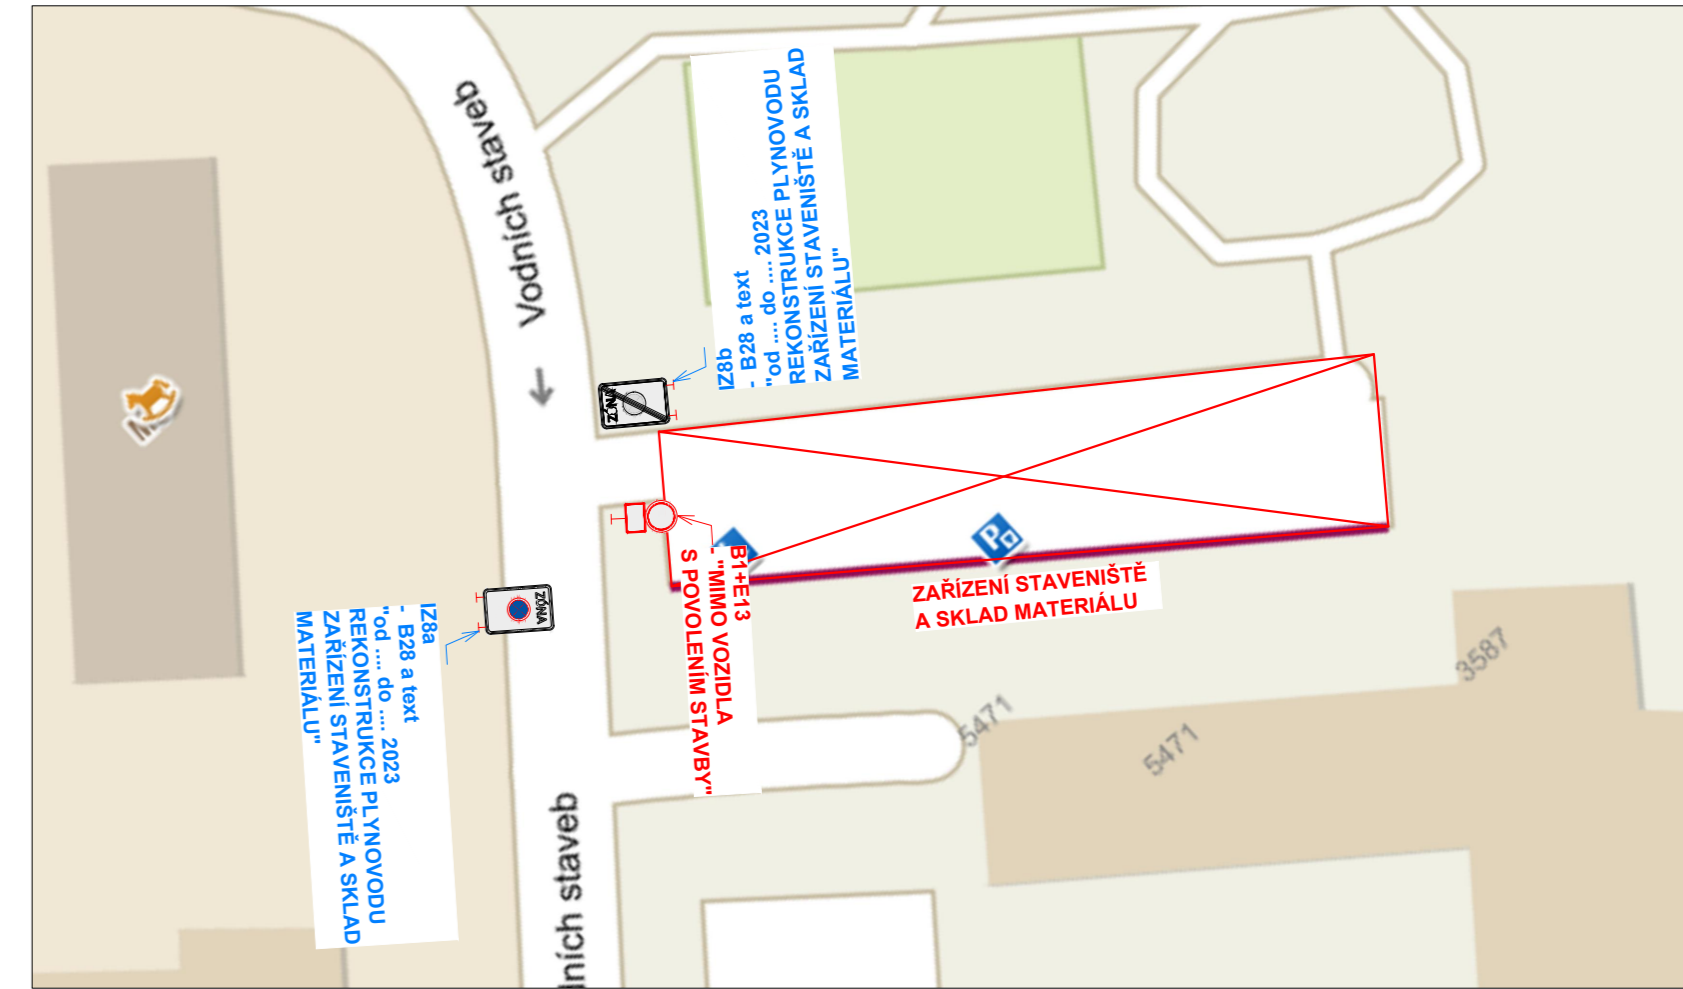 Vodních staveb
IZ8b
- B28 a text
"od .... do .... 2023
REKONSTRUKCE PLYNOVODU
ZAŘÍZENÍ STAVENIŠTĚ A SKLAD
MATERIÁLU"
ZÓNA
B1+E13
- "MIMO VOZIDLA
S POVOLENÍM STAVBY"
P
ZAŘÍZENÍ STAVENIŠTĚ
A SKLAD MATERIÁLU
ZÓNA
IZ8a
- B28 a text
"od .... do .... 2023
REKONSTRUKCE PLYNOVODU
ZAŘÍZENÍ STAVENIŠTĚ A SKLAD
MATERIÁLU"
3587
5471
5471
dních staveb